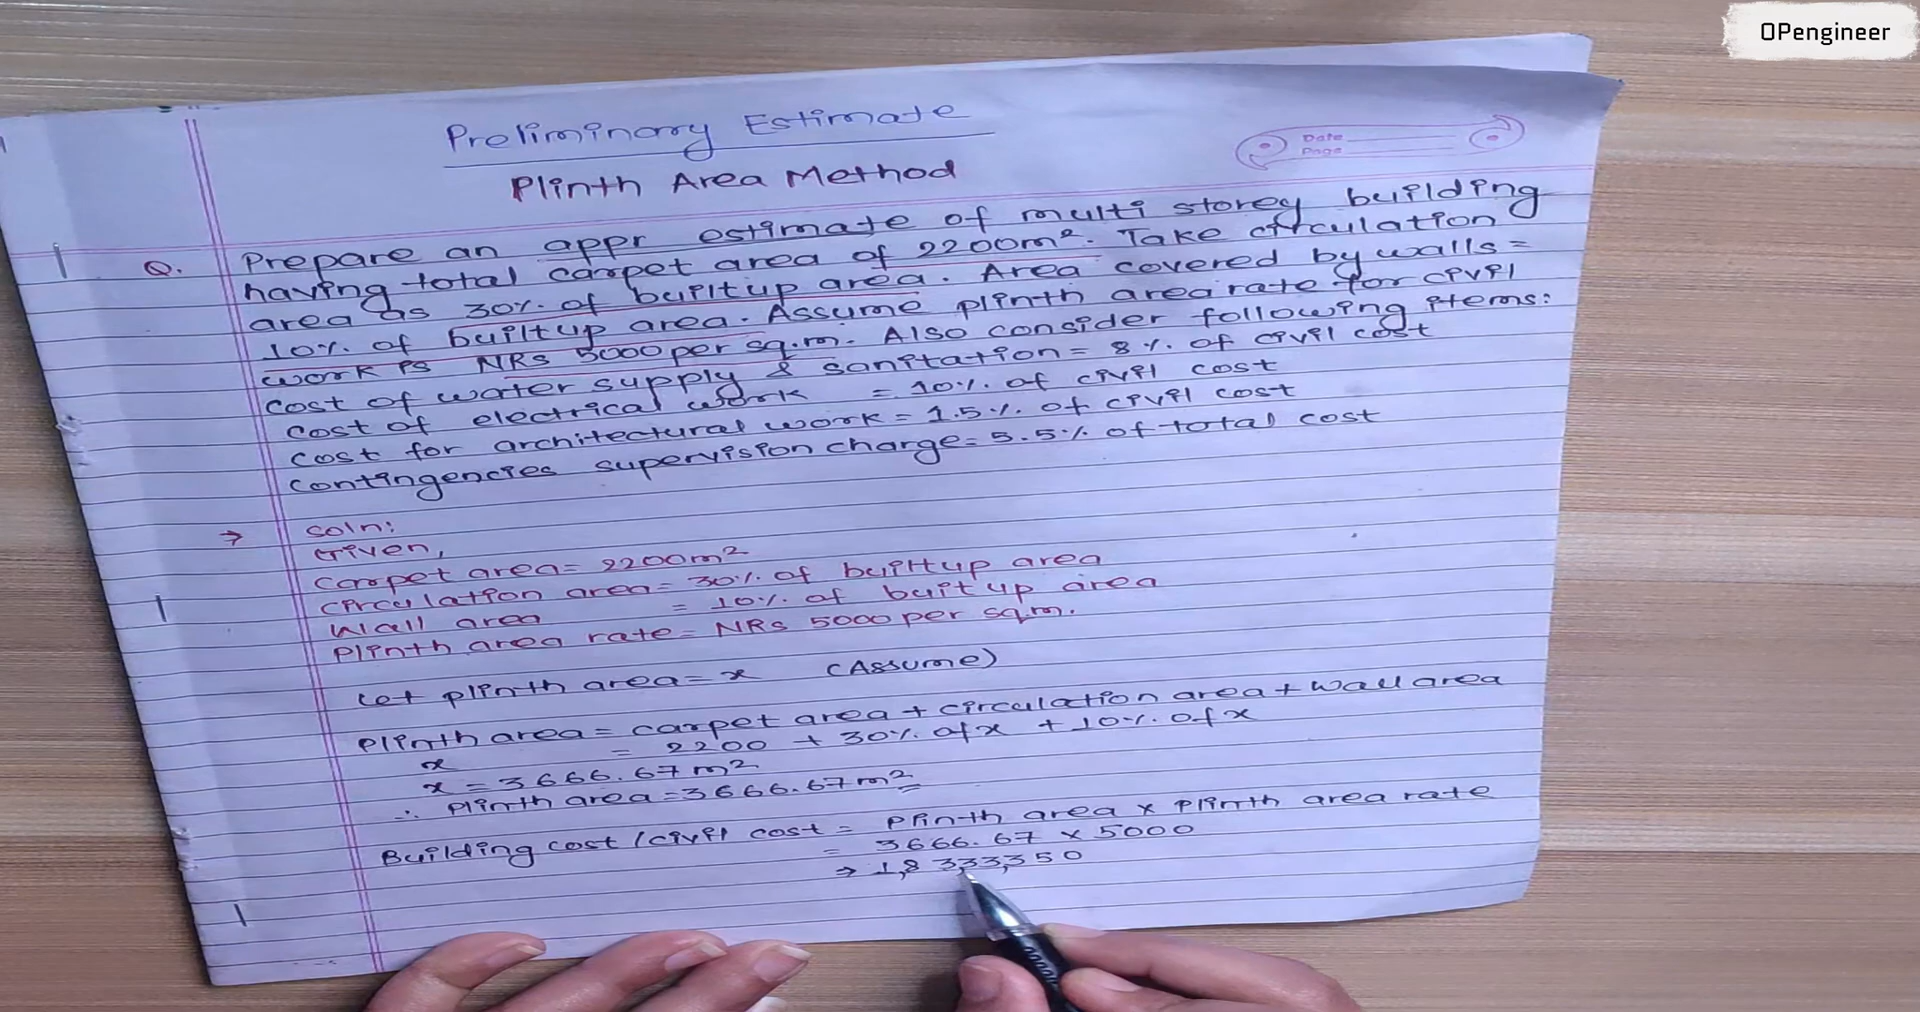 OPengineer
Preliminary Estimate
Date
Page
Plinth Area Method
Q. Prepare an appr estimate of multi storey building
having total carpet area of 2200m². Take circulation
area as 30% of builtup area. Area covered by walls =
10% of builtup area. Assume plinth area rate for civil
work is NRs 5000 per sq.m. Also consider following items:
cost of water supply & sanitation = 8% of civil cost
cost of electrical work = 10% of civil cost
cost for architectural work = 1.5% of civil cost
contingencies supervision charge = 5.5% of total cost
→ soln:
Given,
carpet area = 2200m²
circulation area = 30% of builtup area
Wall area = 10% of buitup area
Plinth area rate = NRs 5000 per sq.m.
Let plinth area = x (Assume)
Plinth area = carpet area + circulation area + wall area
x = 2200 + 30% of x + 10% of x
x = 3666.67 m²
∴ plinth area = 3666.67m²
Building cost / civil cost = plinth area x plinth area rate
= 3666.67 x 5000
⇒ 1,8 3,33,350